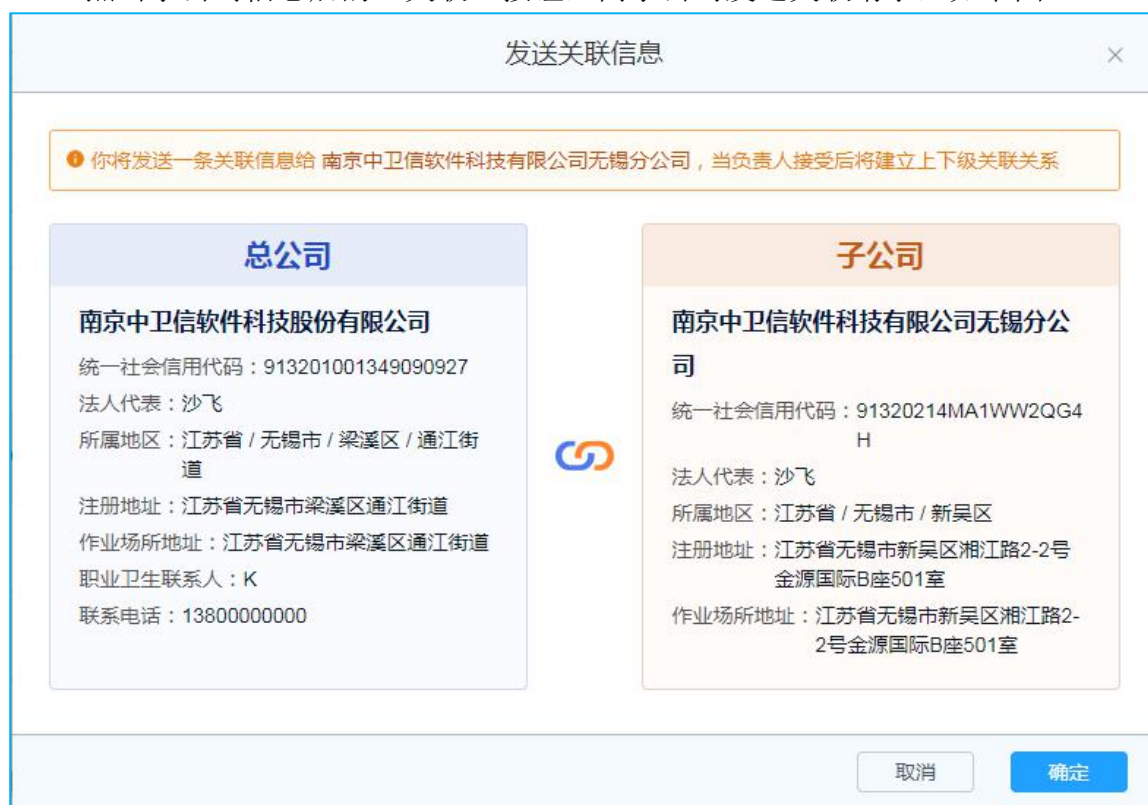 发送关联信息
你将发送一条关联信息给 南京中卫信软件科技有限公司无锡分公司，当负责人接受后将建立上下级关联关系
总公司
南京中卫信软件科技股份有限公司
统一社会信用代码：913201001349090927
法人代表：沙飞
所属地区：江苏省 / 无锡市 / 梁溪区 / 通江街
道
注册地址：江苏省无锡市梁溪区通江街道
作业场所地址：江苏省无锡市梁溪区通江街道
职业卫生联系人：K
联系电话：13800000000
子公司
南京中卫信软件科技有限公司无锡分公
司
统一社会信用代码：91320214MA1WW2QG4
H
法人代表：沙飞
所属地区：江苏省 / 无锡市 / 新吴区
注册地址：江苏省无锡市新吴区湘江路2-2号
金源国际B座501室
作业场所地址：江苏省无锡市新吴区湘江路2-
2号金源国际B座501室
取消
确定